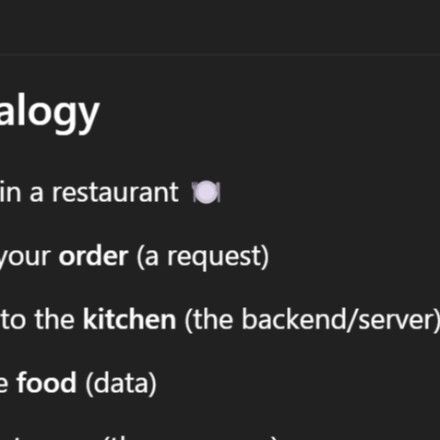 alogy
in a restaurant 🍽️
your order (a request)
to the kitchen (the backend/server)
e food (data)